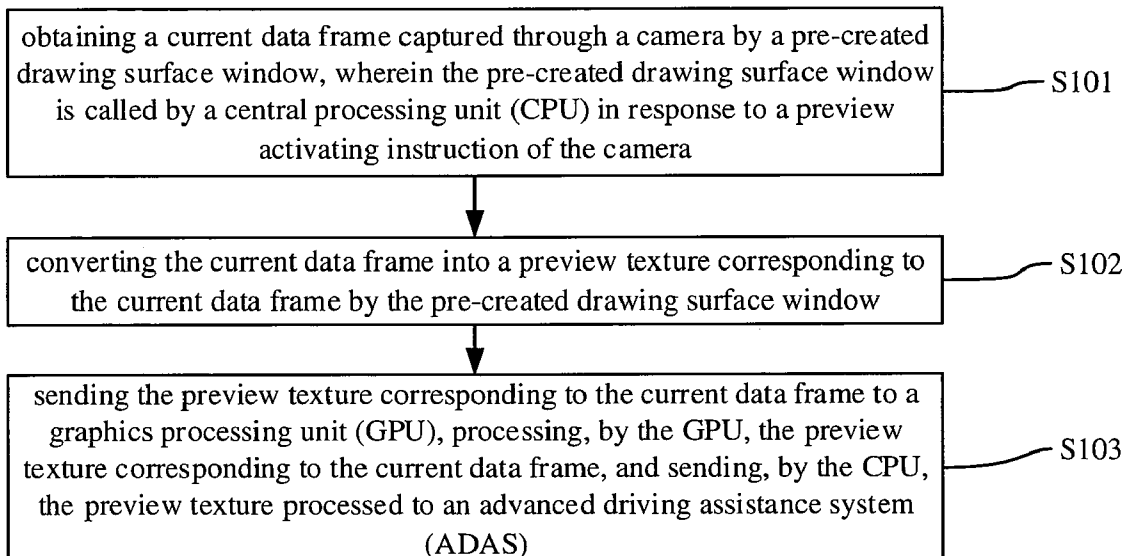 obtaining a current data frame captured through a camera by a pre-created
drawing surface window, wherein the pre-created drawing surface window
is called by a central processing unit (CPU) in response to a preview
activating instruction of the camera
S101
converting the current data frame into a preview texture corresponding to
the current data frame by the pre-created drawing surface window
S102
sending the preview texture corresponding to the current data frame to a
graphics processing unit (GPU), processing, by the GPU, the preview
texture corresponding to the current data frame, and sending, by the CPU,
the preview texture processed to an advanced driving assistance system
(ADAS)
S103